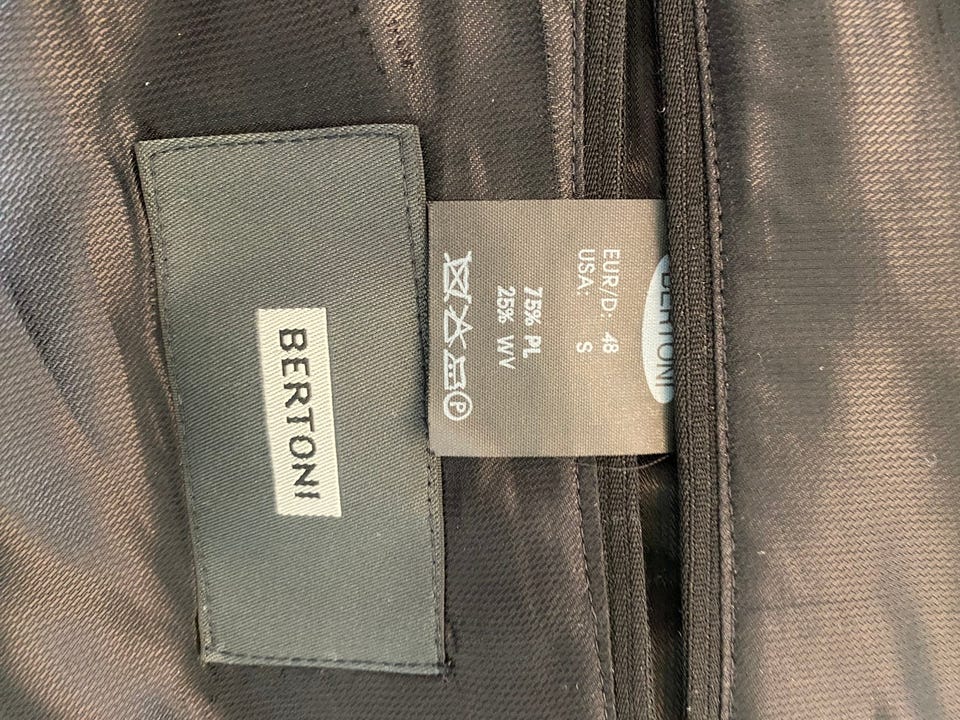 BERTONI
BERTONI
EUR/D: 48
USA: S
75% PL
25% WV
P